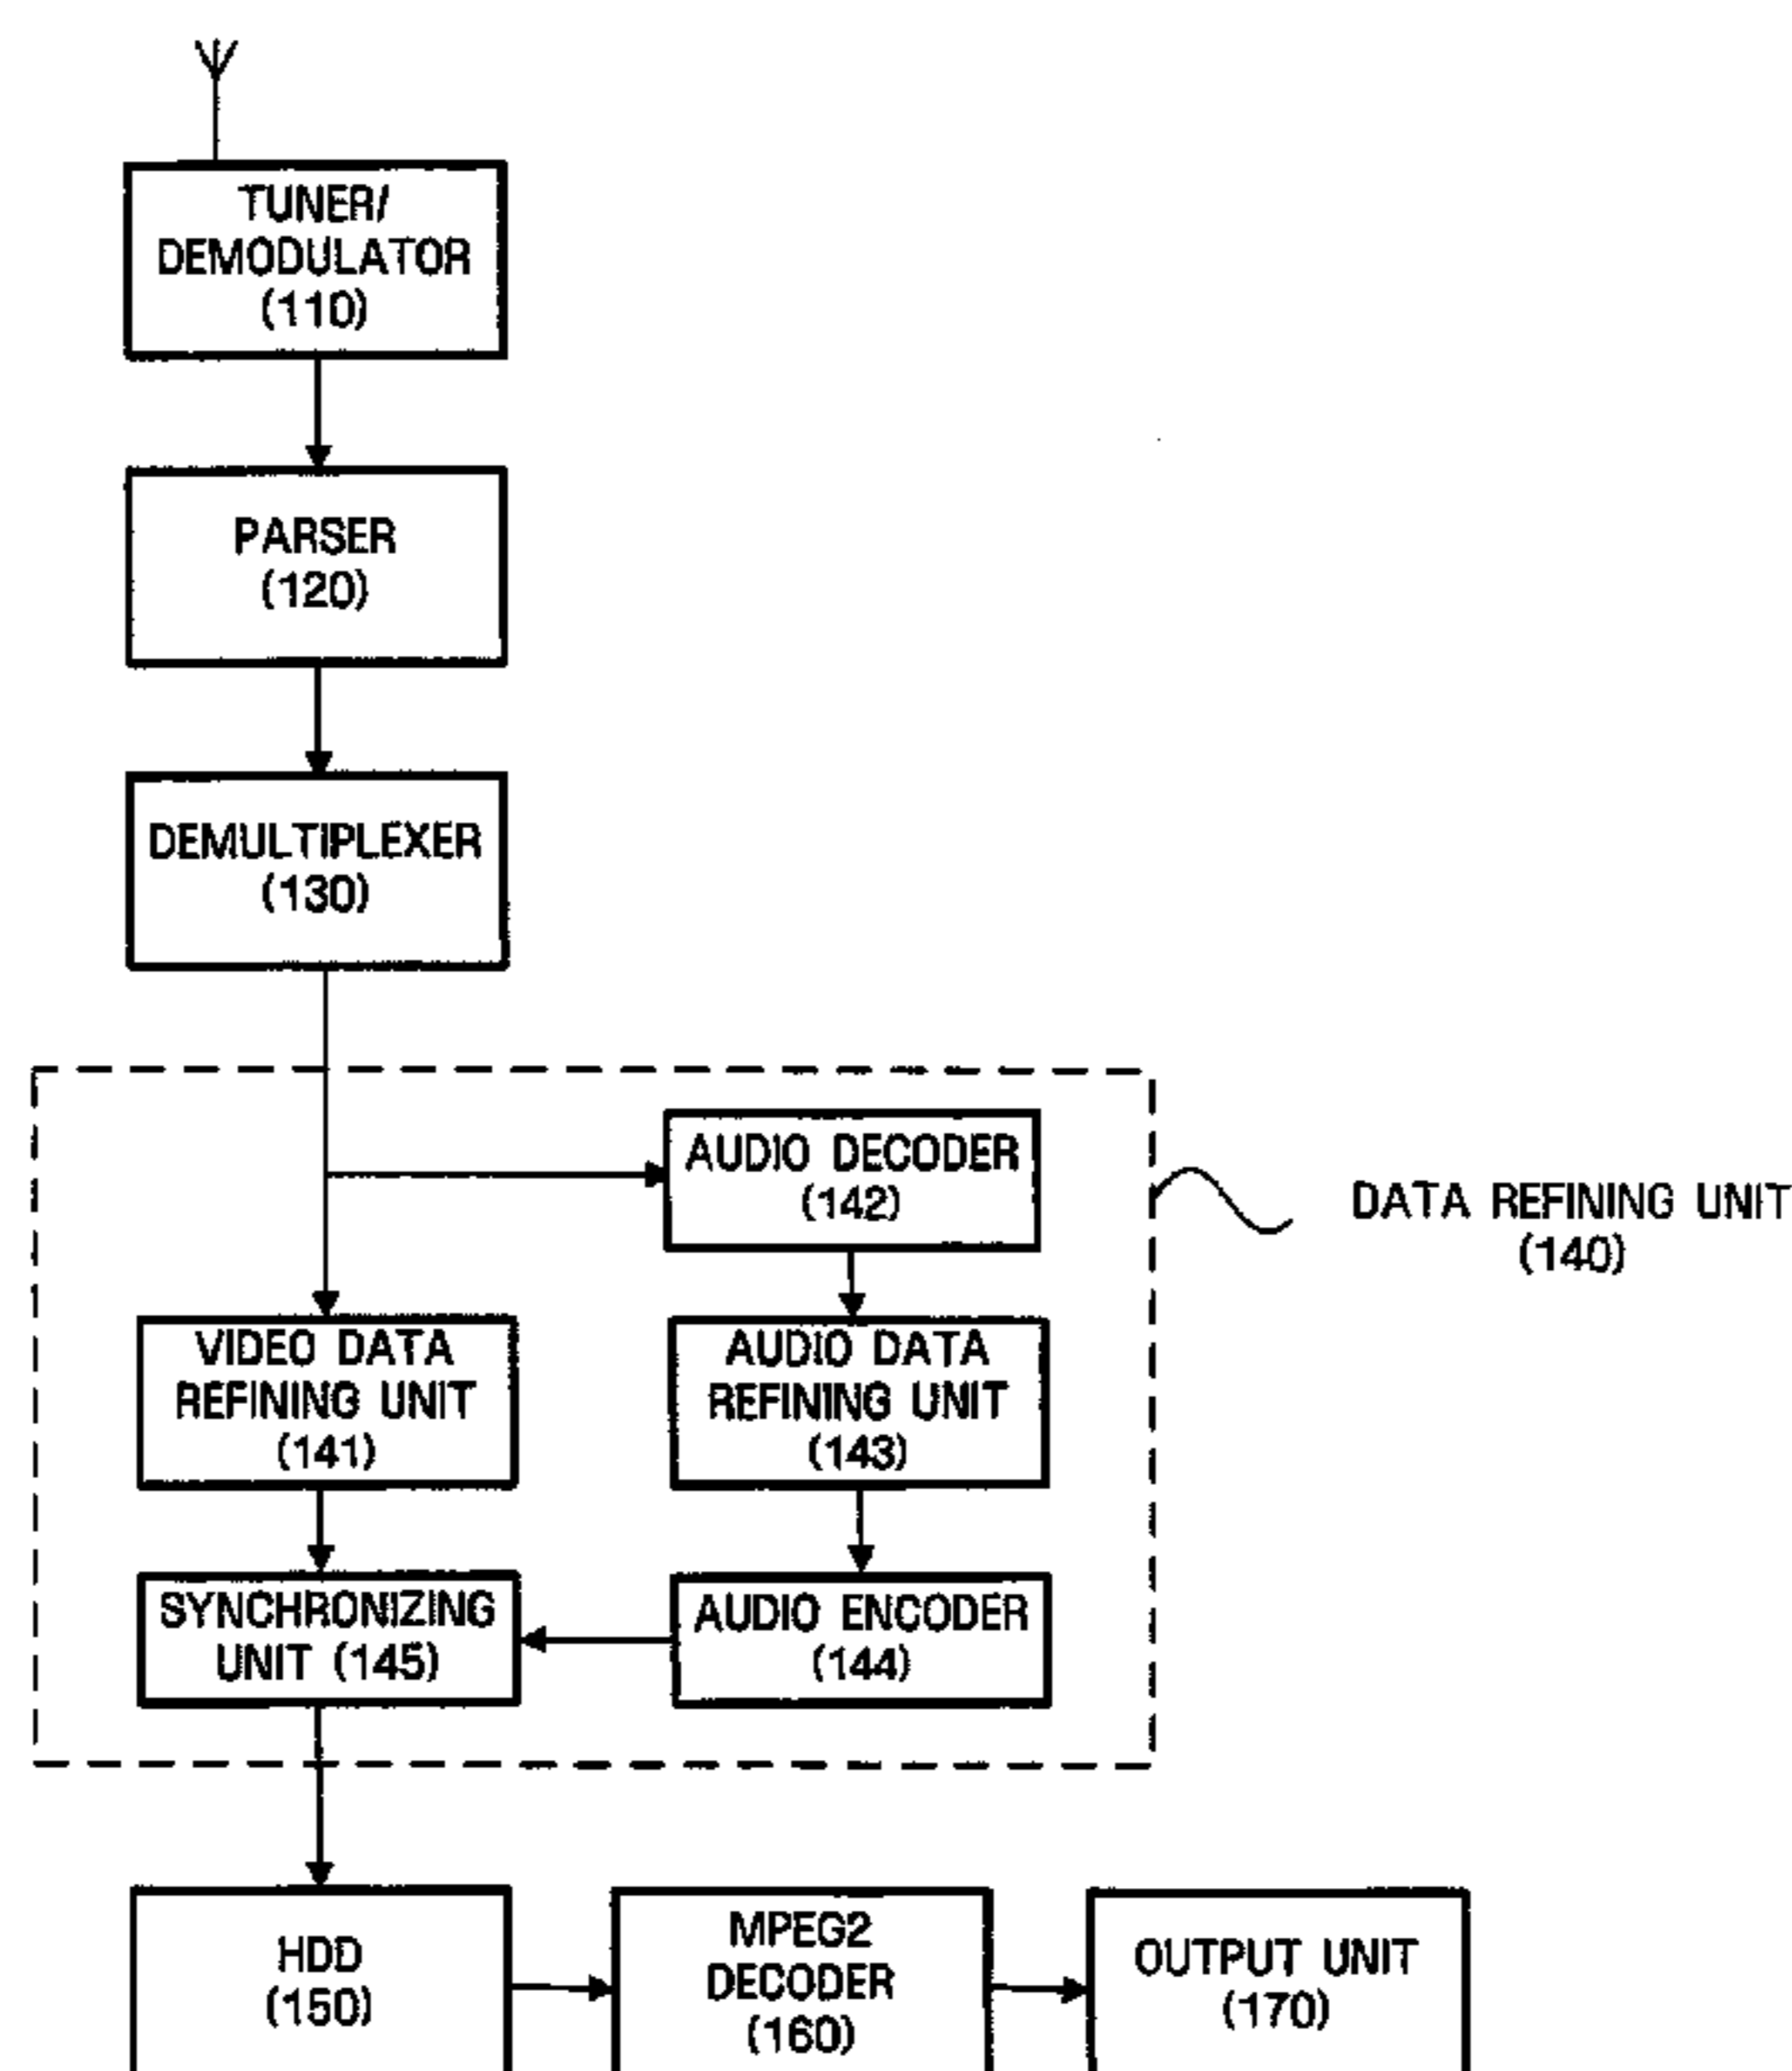 TUNER/
DEMODULATOR
(110)
PARSER
(120)
DEMULTIPLEXER
(130)
AUDIO DECODER
(142)
DATA REFINING UNIT
(140)
VIDEO DATA
REFINING UNIT
(141)
AUDIO DATA
REFINING UNIT
(143)
SYNCHRONIZING
UNIT (145)
AUDIO ENCODER
(144)
HDD
(150)
MPEG2
DECODER
(160)
OUTPUT UNIT
(170)